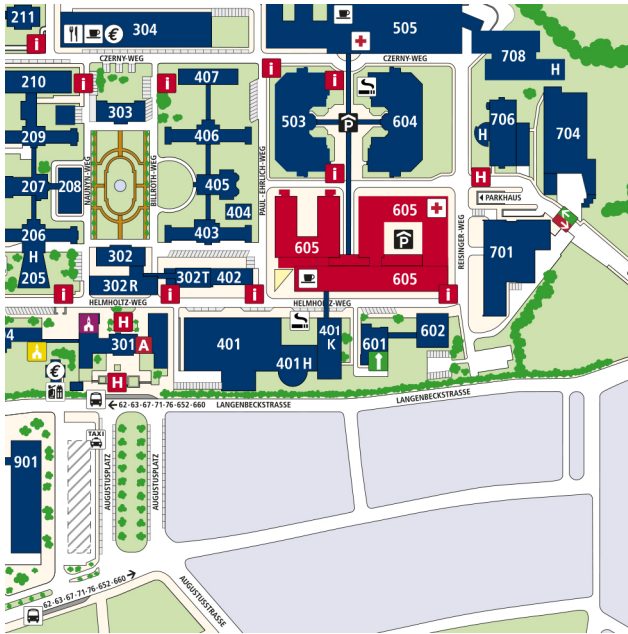 211
304
€
505
i
CZERNY-WEG
CZERNY-WEG
708
H
i
i
i
i
210
407
303
503
P
604
706
H
704
209
406
NAUNYN-WEG
BILLROTH-WEG
PAUL-EHRLICH-WEG
207
208
405
i
H
404
PARKHAUS
605
605
206
403
P
REISINGER-WEG
H
205
302
701
302R
302T
402
605
i
i
i
i
HELMHOLTZ-WEG
HELMHOLTZ-WEG
H
4
301
A
401
401
K
601
602
401H
€
H
62-63-67-71-76-652-660
LANGENBECKSTRASSE
LANGENBECKSTRASSE
TAXI
901
AUGUSTUSPLATZ
AUGUSTUSPLATZ
62-63-67-71-76-652-660
AUGUSTUSSTRASSE